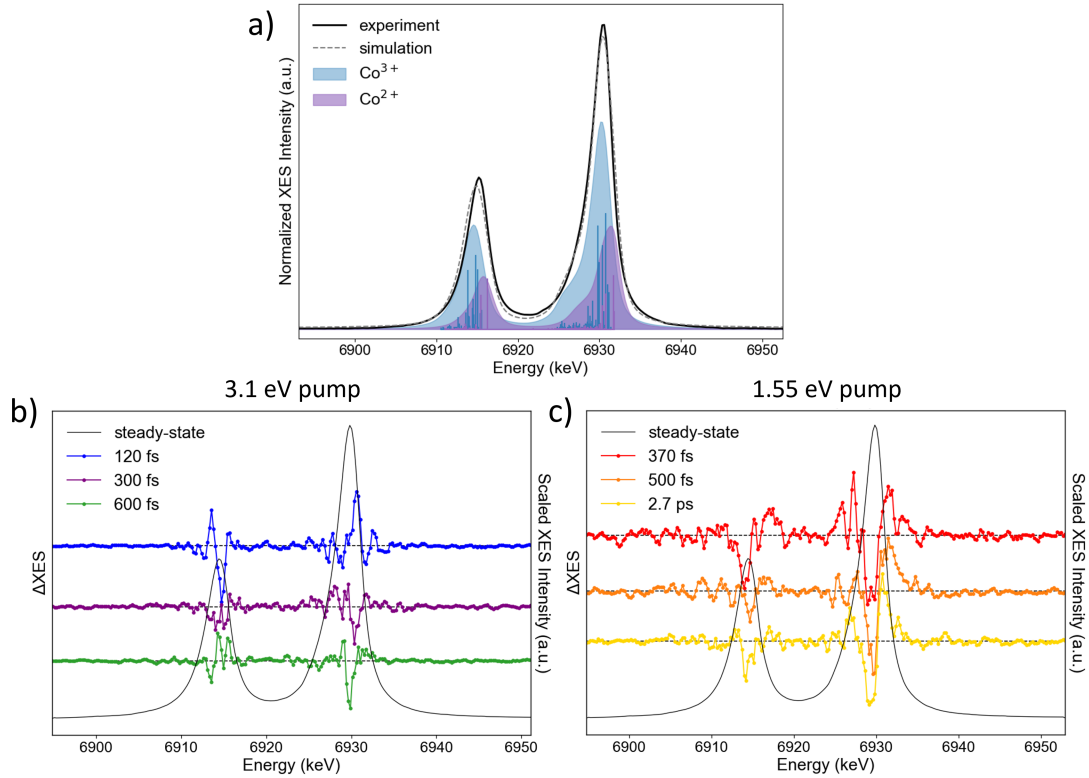 a)
experiment
simulation
Co³⁺
Co²⁺
Normalized XES Intensity (a.u.)
6900 6910 6920 6930 6940 6950
Energy (keV)
3.1 eV pump
b)
steady-state
120 fs
300 fs
600 fs
ΔXES
Scaled XES Intensity (a.u.)
6900 6910 6920 6930 6940 6950
Energy (keV)
1.55 eV pump
c)
steady-state
370 fs
500 fs
2.7 ps
ΔXES
Scaled XES Intensity (a.u.)
6900 6910 6920 6930 6940 6950
Energy (keV)